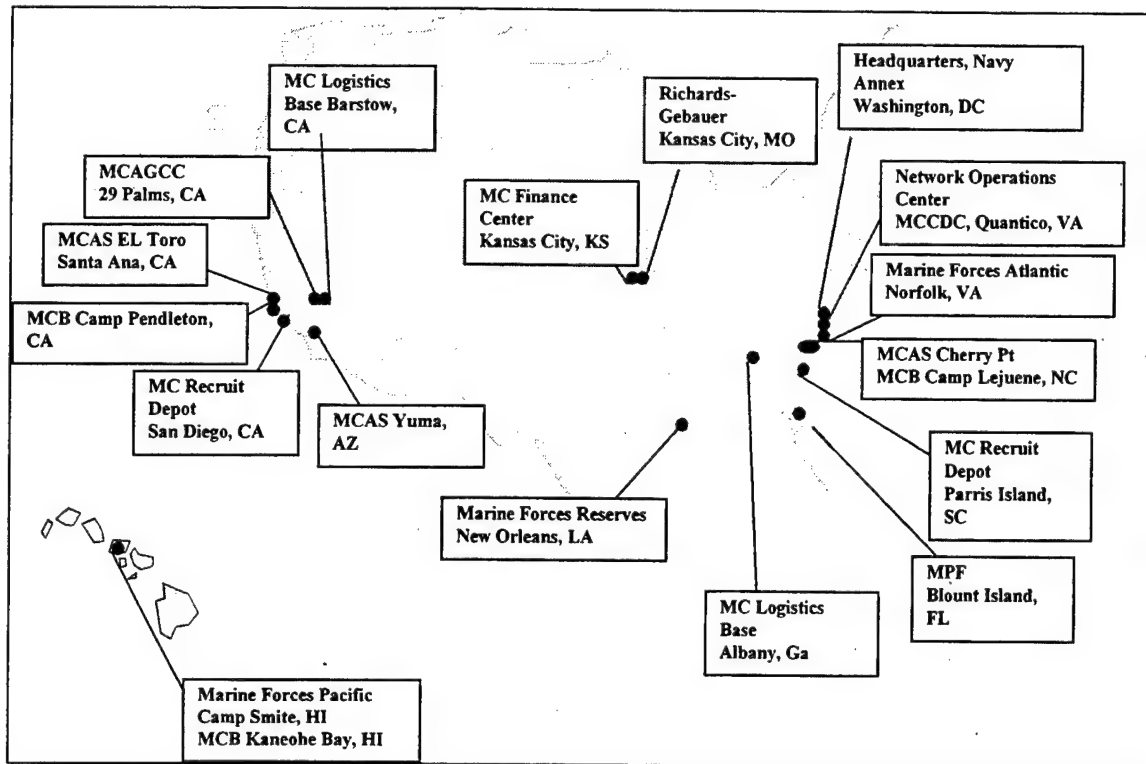 MC Logistics
Base Barstow,
CA
Richards-
Gebauer
Kansas City, MO
Headquarters, Navy
Annex
Washington, DC
MCAGCC
29 Palms, CA
MC Finance
Center
Kansas City, KS
Network Operations
Center
MCCDC, Quantico, VA
MCAS EL Toro
Santa Ana, CA
Marine Forces Atlantic
Norfolk, VA
MCB Camp Pendleton,
CA
MCAS Cherry Pt
MCB Camp Lejuene, NC
MC Recruit
Depot
San Diego, CA
MCAS Yuma,
AZ
MC Recruit
Depot
Parris Island,
SC
Marine Forces Reserves
New Orleans, LA
MPF
Blount Island,
FL
MC Logistics
Base
Albany, Ga
Marine Forces Pacific
Camp Smite, HI
MCB Kaneohe Bay, HI